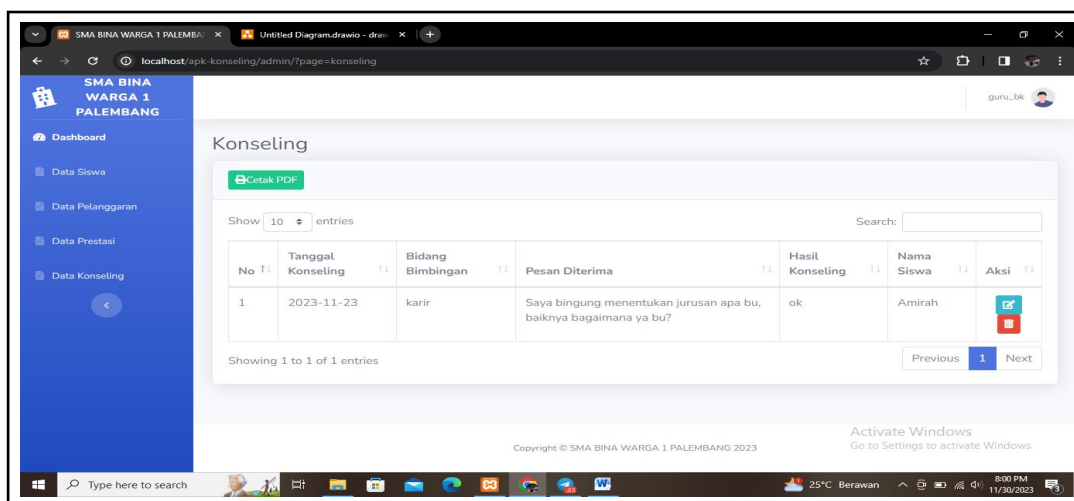 SMA BINA WARGA 1 PALEMBA
Untitled Diagram.drawio - draw
localhost/apk-konseling/admin/?page=konseling
SMA BINA
WARGA 1
PALEMBANG
guru_bk
Dashboard
Data Siswa
Data Pelanggaran
Data Prestasi
Data Konseling
Konseling
Cetak PDF
Show 10 entries
Search:
No Tanggal Konseling Bidang Bimbingan Pesan Diterima Hasil Konseling Nama Siswa Aksi
1 2023-11-23 karir Saya bingung menentukan jurusan apa bu, ok Amirah
baiknya bagaimana ya bu?
Showing 1 to 1 of 1 entries
Previous 1 Next
Copyright © SMA BINA WARGA 1 PALEMBANG 2023
Activate Windows
Go to Settings to activate Windows.
Type here to search
25°C Berawan
8:00 PM
11/30/2023